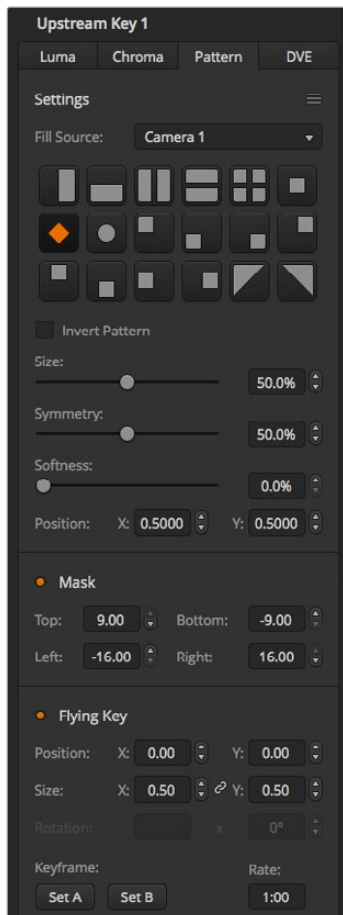 Upstream Key 1
Luma Chroma Pattern DVE
Settings
Fill Source: Camera 1
Invert Pattern
Size:
50.0%
Symmetry:
50.0%
Softness:
0.0%
Position: X: 0.5000 Y: 0.5000
Mask
Top: 9.00 Bottom: -9.00
Left: -16.00 Right: 16.00
Flying Key
Position: X: 0.00 Y: 0.00
Size: X: 0.50 Y: 0.50
Rotation: x 0°
Keyframe: Rate:
Set A Set B 1:00